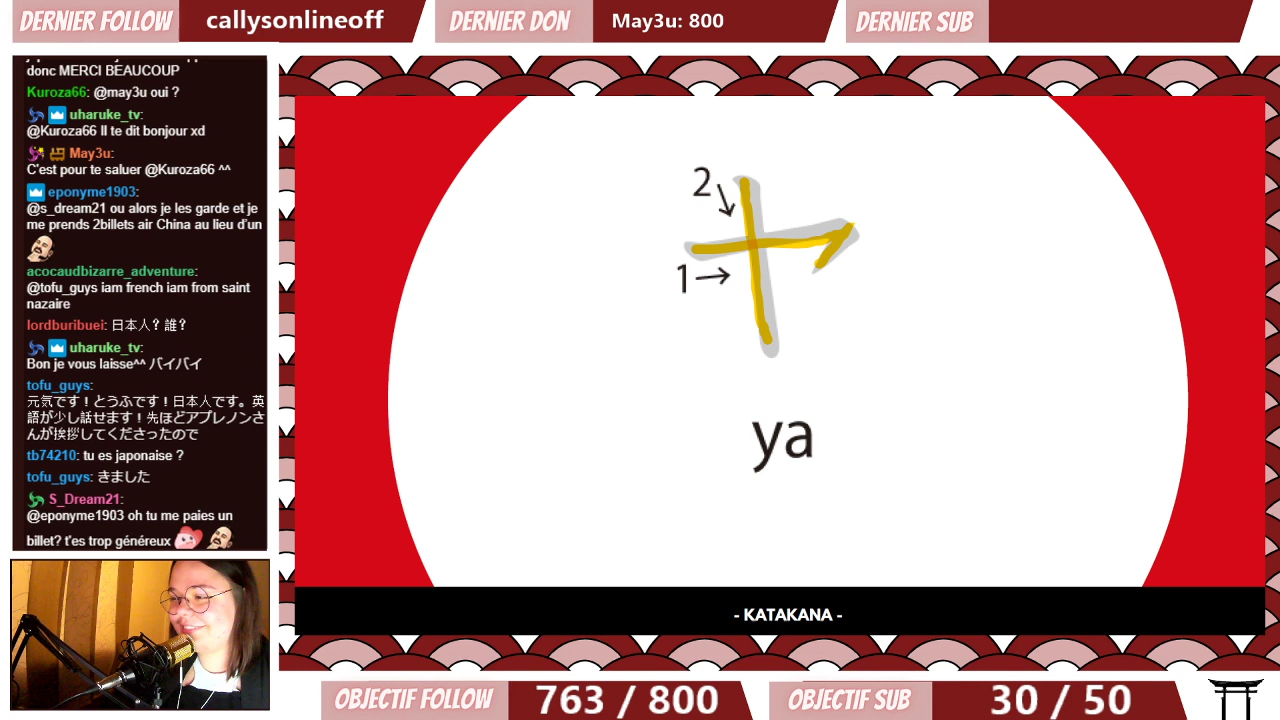 DERNIER FOLLOW
callysonlineoff
DERNIER DON
May3u: 800
DERNIER SUB
donc MERCI BEAUCOUP
Kuroza66: @may3u oui ?
uharuke_tv:
@Kuroza66 Il te dit bonjour xd
May3u:
C'est pour te saluer @Kuroza66 ^^
eponyme1903:
@s_dream21 ou alors je les garde et je
me prends 2billets air China au lieu d'un
acocaudbizarre_adventure:
@tofu_guys iam french iam from saint
nazaire
lordburibuei: 日本人? 誰?
uharuke_tv:
Bon je vous laisse^^ バイバイ
tofu_guys:
元気です！とうふです！日本人です。英
語が少し話せます！先ほどアプレノンさ
んが挨拶してくださったので
tb74210: tu es japonaise ?
tofu_guys: きました
S_Dream21:
@eponyme1903 oh tu me paies un
billet? t'es trop généreux
2
1
ヤ
ya
- KATAKANA -
OBJECTIF FOLLOW
763 / 800
OBJECTIF SUB
30 / 50